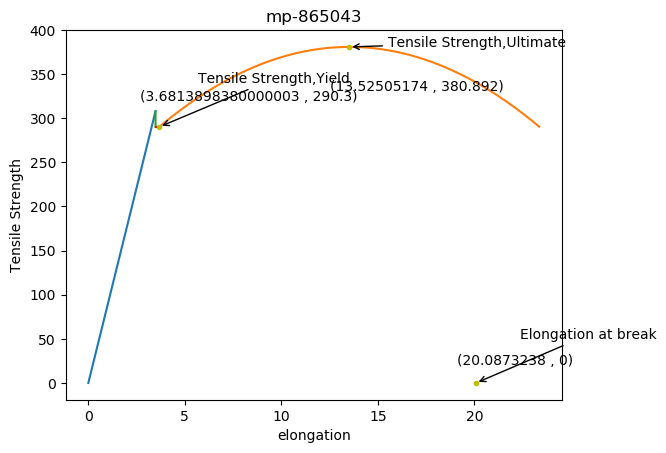 mp-865043
Tensile Strength,Ultimate
Tensile Strength,Yield
(13.52505174 , 380.892)
(3.6813898380000003 , 290.3)
Elongation at break
(20.0873238 , 0)
Tensile Strength
400
350
300
250
200
150
100
50
0
0 5 10 15 20
elongation